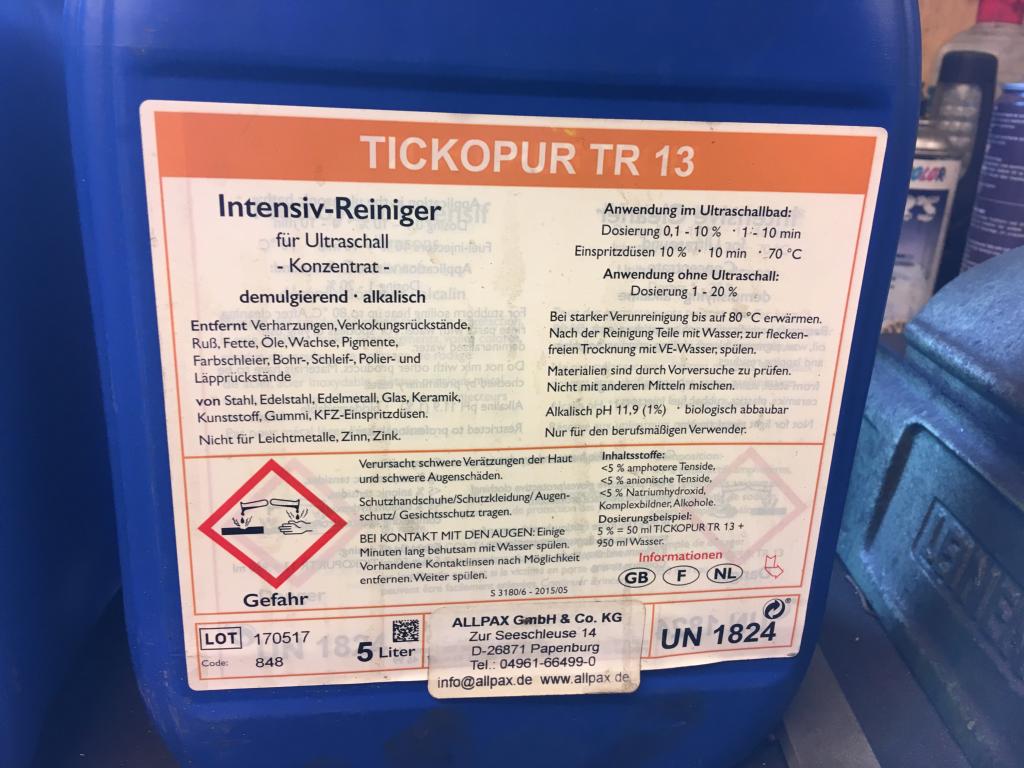 TICKOPUR TR 13
Intensiv-Reiniger
für Ultraschall
- Konzentrat -
demulgierend · alkalisch
Entfernt Verharzungen, Verkokungsrückstände,
Ruß, Fette, Öle, Wachse, Pigmente,
Farbschleier, Bohr-, Schleif-, Polier- und
Läpprückstände
von Stahl, Edelstahl, Edelmetall, Glas, Keramik,
Kunststoff, Gummi, KFZ-Einspritzdüsen.
Nicht für Leichtmetalle, Zinn, Zink.
Anwendung im Ultraschallbad:
Dosierung 0,1 - 10 % · 1 - 10 min
Einspritzdüsen 10 % · 10 min · 70 °C
Anwendung ohne Ultraschall:
Dosierung 1 - 20 %
Bei starker Verunreinigung bis auf 80 °C erwärmen.
Nach der Reinigung Teile mit Wasser, zur flecken-
freien Trocknung mit VE-Wasser, spülen.
Materialien sind durch Vorversuche zu prüfen.
Nicht mit anderen Mitteln mischen.
Alkalisch pH 11,9 (1%) · biologisch abbaubar
Nur für den berufsmäßigen Verwender.
Gefahr
Verursacht schwere Verätzungen der Haut
und schwere Augenschäden.
Schutzhandschuhe/Schutzkleidung/Augen-
schutz/ Gesichtsschutz tragen.
BEI KONTAKT MIT DEN AUGEN: Einige
Minuten lang behutsam mit Wasser spülen.
Vorhandene Kontaktlinsen nach Möglichkeit
entfernen. Weiter spülen.
S 3180/6 - 2015/05
Inhaltsstoffe:
<5 % amphotere Tenside,
<5 % anionische Tenside,
<5 % Natriumhydroxid,
Komplexbildner, Alkohole.
Dosierungsbeispiel:
5 % = 50 ml TICKOPUR TR 13 +
950 ml Wasser.
Informationen
GB F NL
LOT 170517
Code: 848
5 Liter
ALLPAX GmbH & Co. KG
Zur Seeschleuse 14
D-26871 Papenburg
Tel.: 04961-66499-0
info@allpax.de www.allpax.de
UN 1824